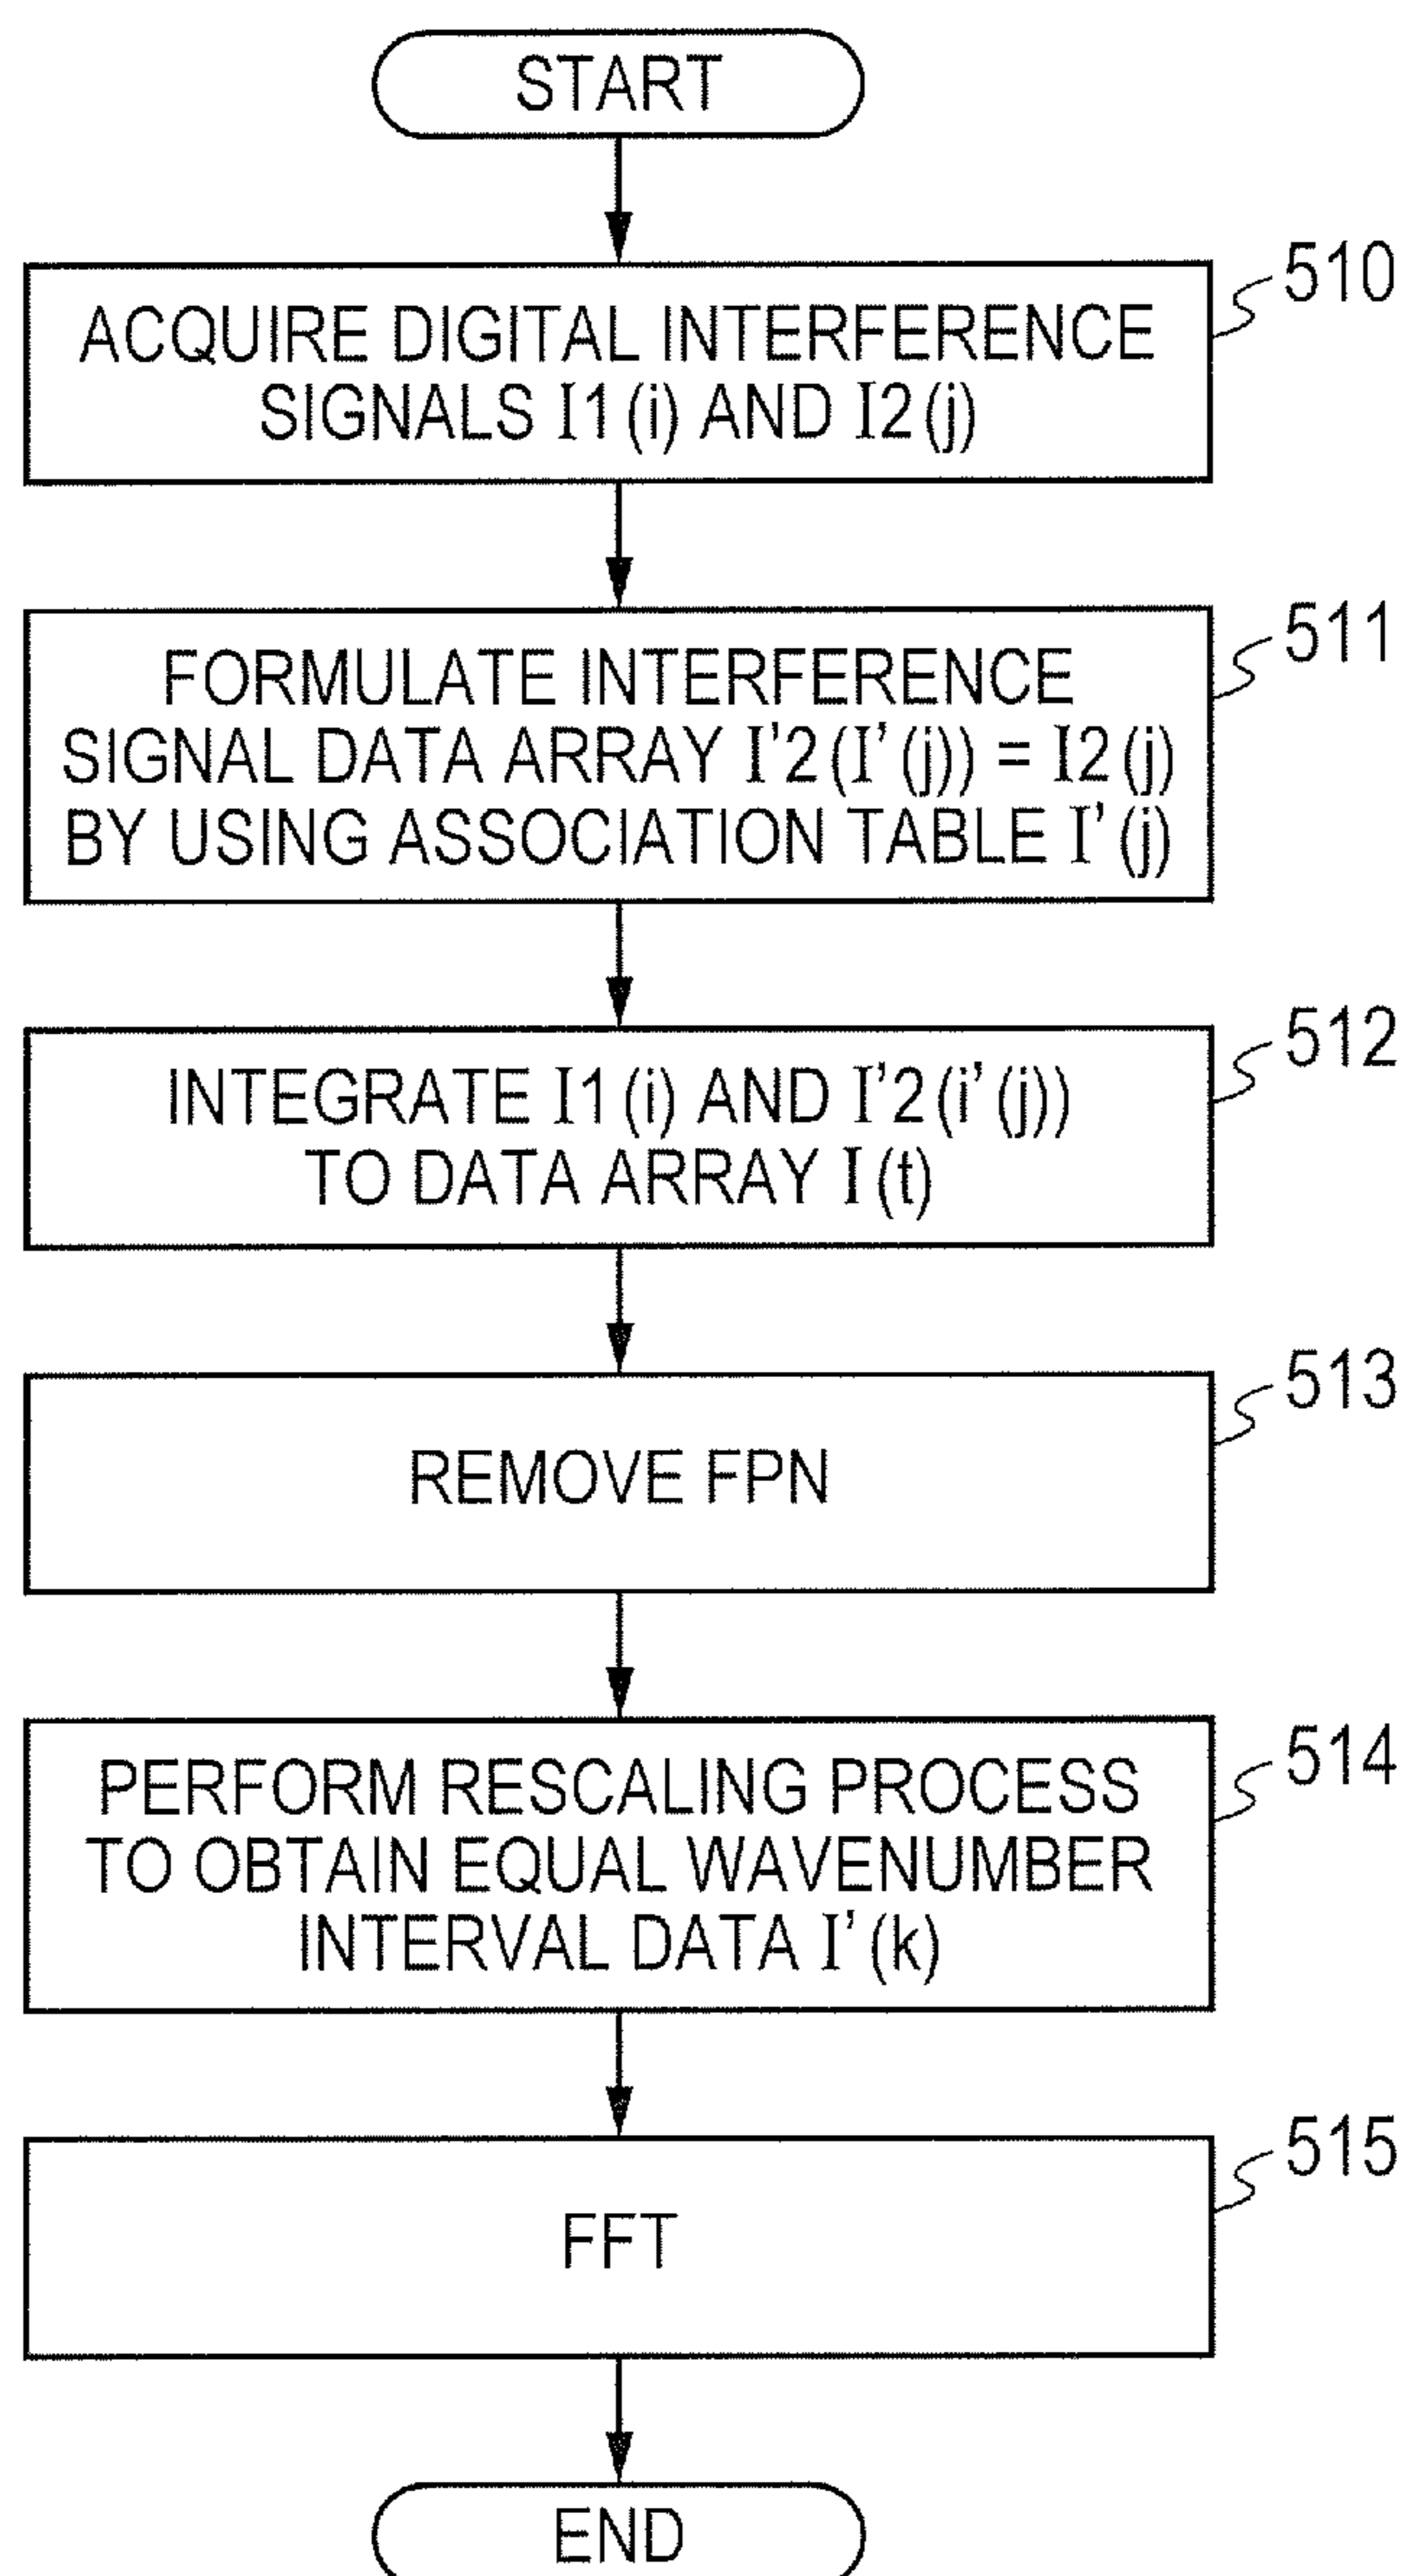 START
510
ACQUIRE DIGITAL INTERFERENCE
SIGNALS I1(i) AND I2(j)
511
FORMULATE INTERFERENCE
SIGNAL DATA ARRAY I'2(I'(j)) = I2(j)
BY USING ASSOCIATION TABLE I'(j)
512
INTEGRATE I1(i) AND I'2(i'(j))
TO DATA ARRAY I(t)
513
REMOVE FPN
514
PERFORM RESCALING PROCESS
TO OBTAIN EQUAL WAVENUMBER
INTERVAL DATA I'(k)
515
FFT
END